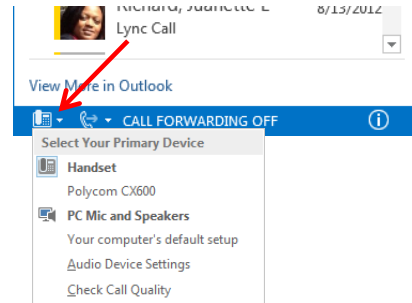 Richard, Juanette L 8/13/2012
Lync Call
View More in Outlook
CALL FORWARDING OFF
Select Your Primary Device
Handset
Polycom CX600
PC Mic and Speakers
Your computer's default setup
Audio Device Settings
Check Call Quality